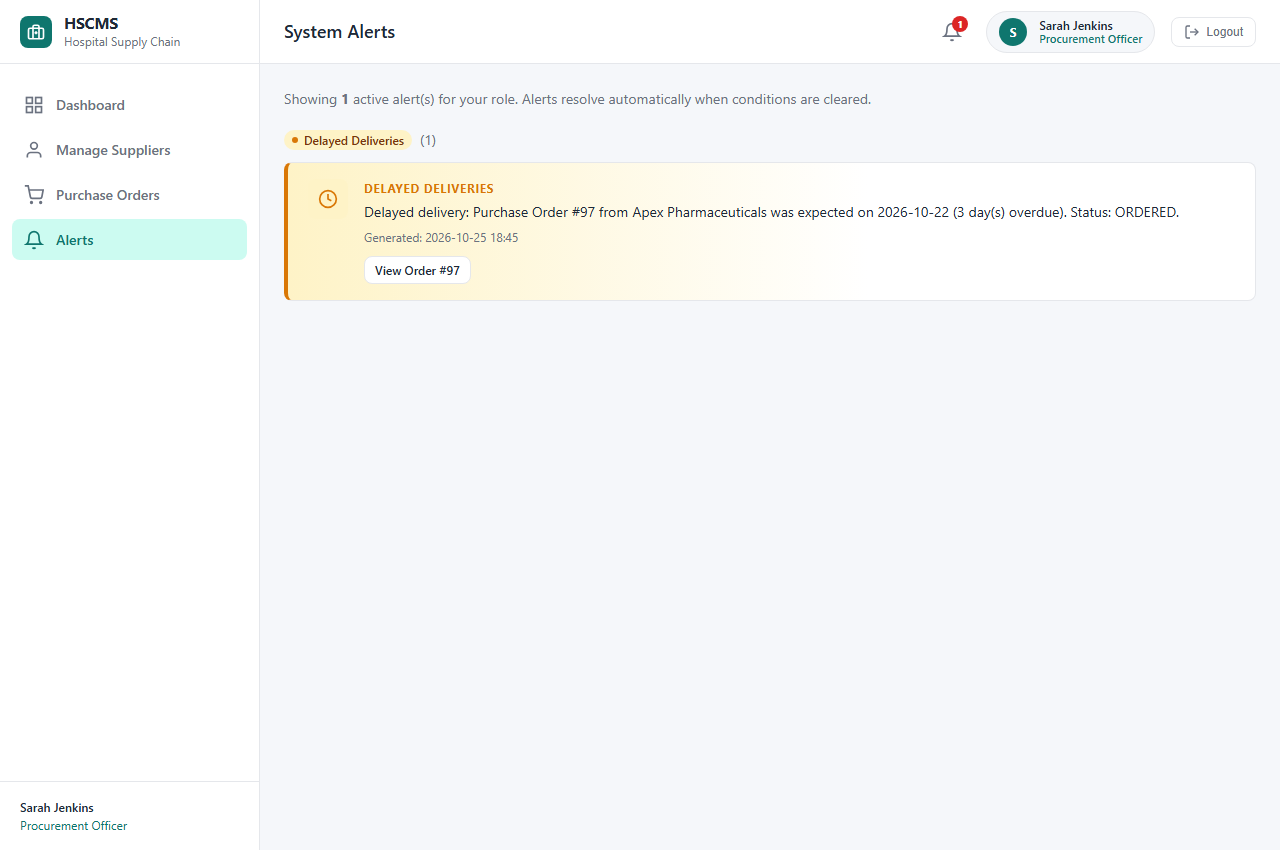 HSCMS
Hospital Supply Chain
System Alerts
1
S
Sarah Jenkins
Procurement Officer
Logout
Dashboard
Manage Suppliers
Purchase Orders
Alerts
Showing 1 active alert(s) for your role. Alerts resolve automatically when conditions are cleared.
Delayed Deliveries (1)
DELAYED DELIVERIES
Delayed delivery: Purchase Order #97 from Apex Pharmaceuticals was expected on 2026-10-22 (3 day(s) overdue). Status: ORDERED.
Generated: 2026-10-25 18:45
View Order #97
Sarah Jenkins
Procurement Officer